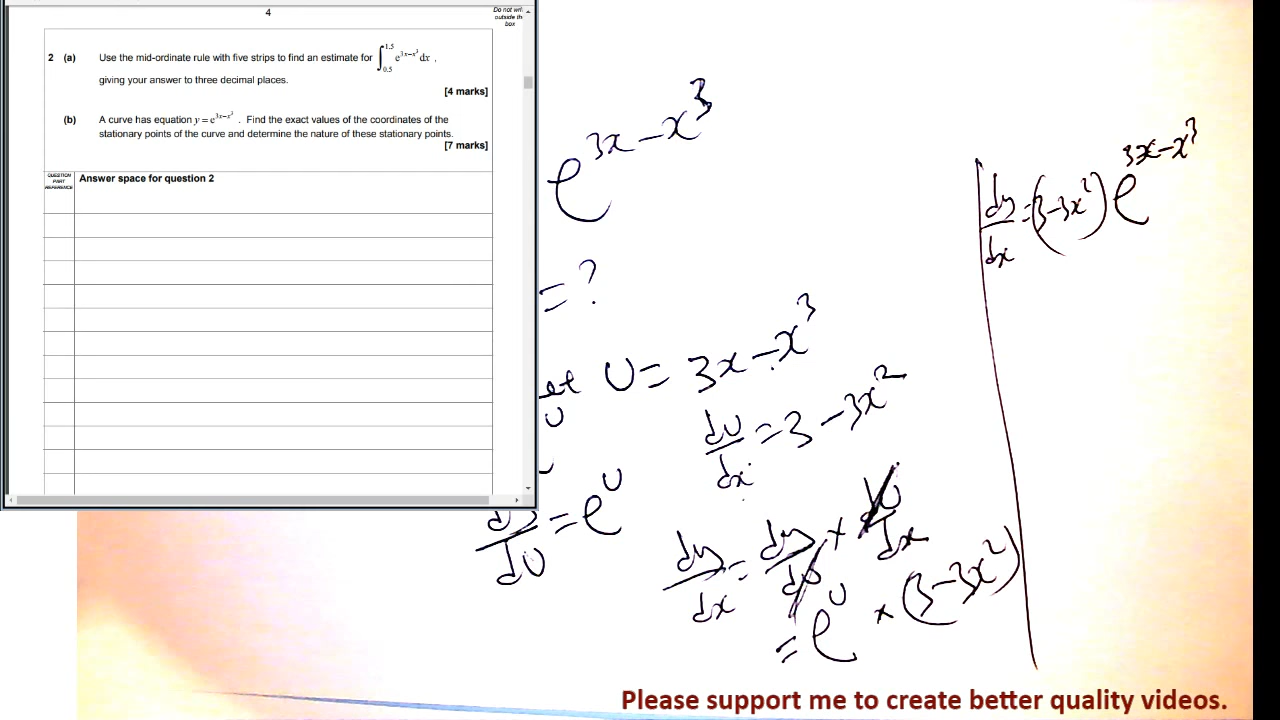 4
Do not wri
outside th
box
2 (a) Use the mid-ordinate rule with five strips to find an estimate for ∫_{0.5}^{1.5} e^{3x−x³} dx ,
giving your answer to three decimal places.
[4 marks]
(b) A curve has equation y = e^{3x−x³} . Find the exact values of the coordinates of the
stationary points of the curve and determine the nature of these stationary points.
[7 marks]
QUESTION
PART
REFERENCE
Answer space for question 2
e^{3x−x³}
= ?
et U = 3x − x³
U
dU/dx = 3 − 3x²
dy/dU = e^U
dy/dx = dy/dU × dU/dx
= e^U × (3−3x²)
dy/dx = (3−3x²) e^{3x−x³}
Please support me to create better quality videos.